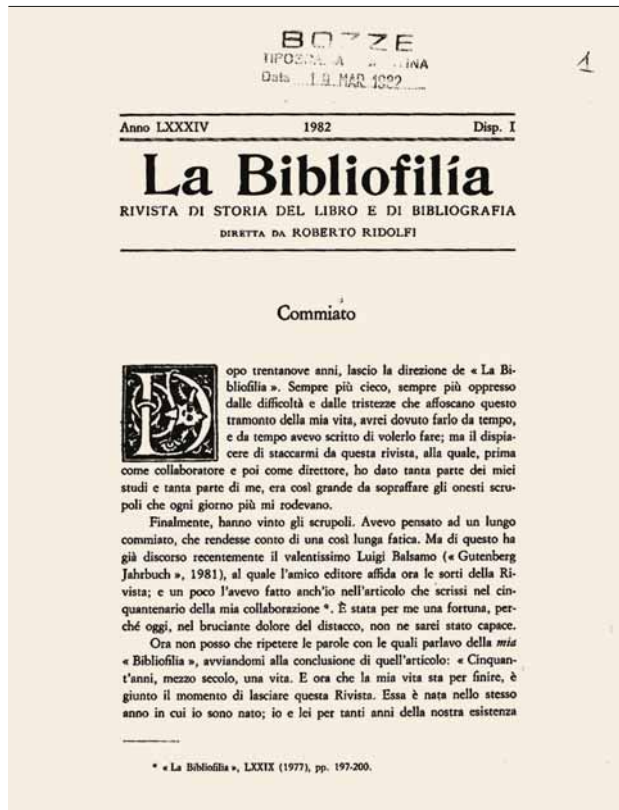 BOZZE
Data 19 MAR 1982
1
Anno LXXXIV 1982 Disp. I
La Bibliofilía
RIVISTA DI STORIA DEL LIBRO E DI BIBLIOGRAFIA
DIRETTA DA ROBERTO RIDOLFI
Commiato
Dopo trentanove anni, lascio la direzione de « La Bi-
bliofilia ». Sempre più cieco, sempre più oppresso
dalle difficoltà e dalle tristezze che affoscano questo
tramonto della mia vita, avrei dovuto farlo da tempo,
e da tempo avevo scritto di volerlo fare; ma il dispia-
cere di staccarmi da questa rivista, alla quale, prima
come collaboratore e poi come direttore, ho dato tanta parte dei miei
studi e tanta parte di me, era così grande da sopraffare gli onesti scru-
poli che ogni giorno più mi rodevano.
Finalmente, hanno vinto gli scrupoli. Avevo pensato ad un lungo
commiato, che rendesse conto di una così lunga fatica. Ma di questo ha
già discorso recentemente il valentissimo Luigi Balsamo (« Gutenberg
Jahrbuch », 1981), al quale l'amico editore affida ora le sorti della Ri-
vista; e un poco l'avevo fatto anch'io nell'articolo che scrissi nel cin-
quantenario della mia collaborazione *. È stata per me una fortuna, per-
ché oggi, nel bruciante dolore del distacco, non ne sarei stato capace.
Ora non posso che ripetere le parole con le quali parlavo della mia
« Bibliofilia », avviandomi alla conclusione di quell'articolo: « Cinquan-
t'anni, mezzo secolo, una vita. E ora che la mia vita sta per finire, è
giunto il momento di lasciare questa Rivista. Essa è nata nello stesso
anno in cui io sono nato; io e lei per tanti anni della nostra esistenza
* « La Bibliofilia », LXXIX (1977), pp. 197-200.